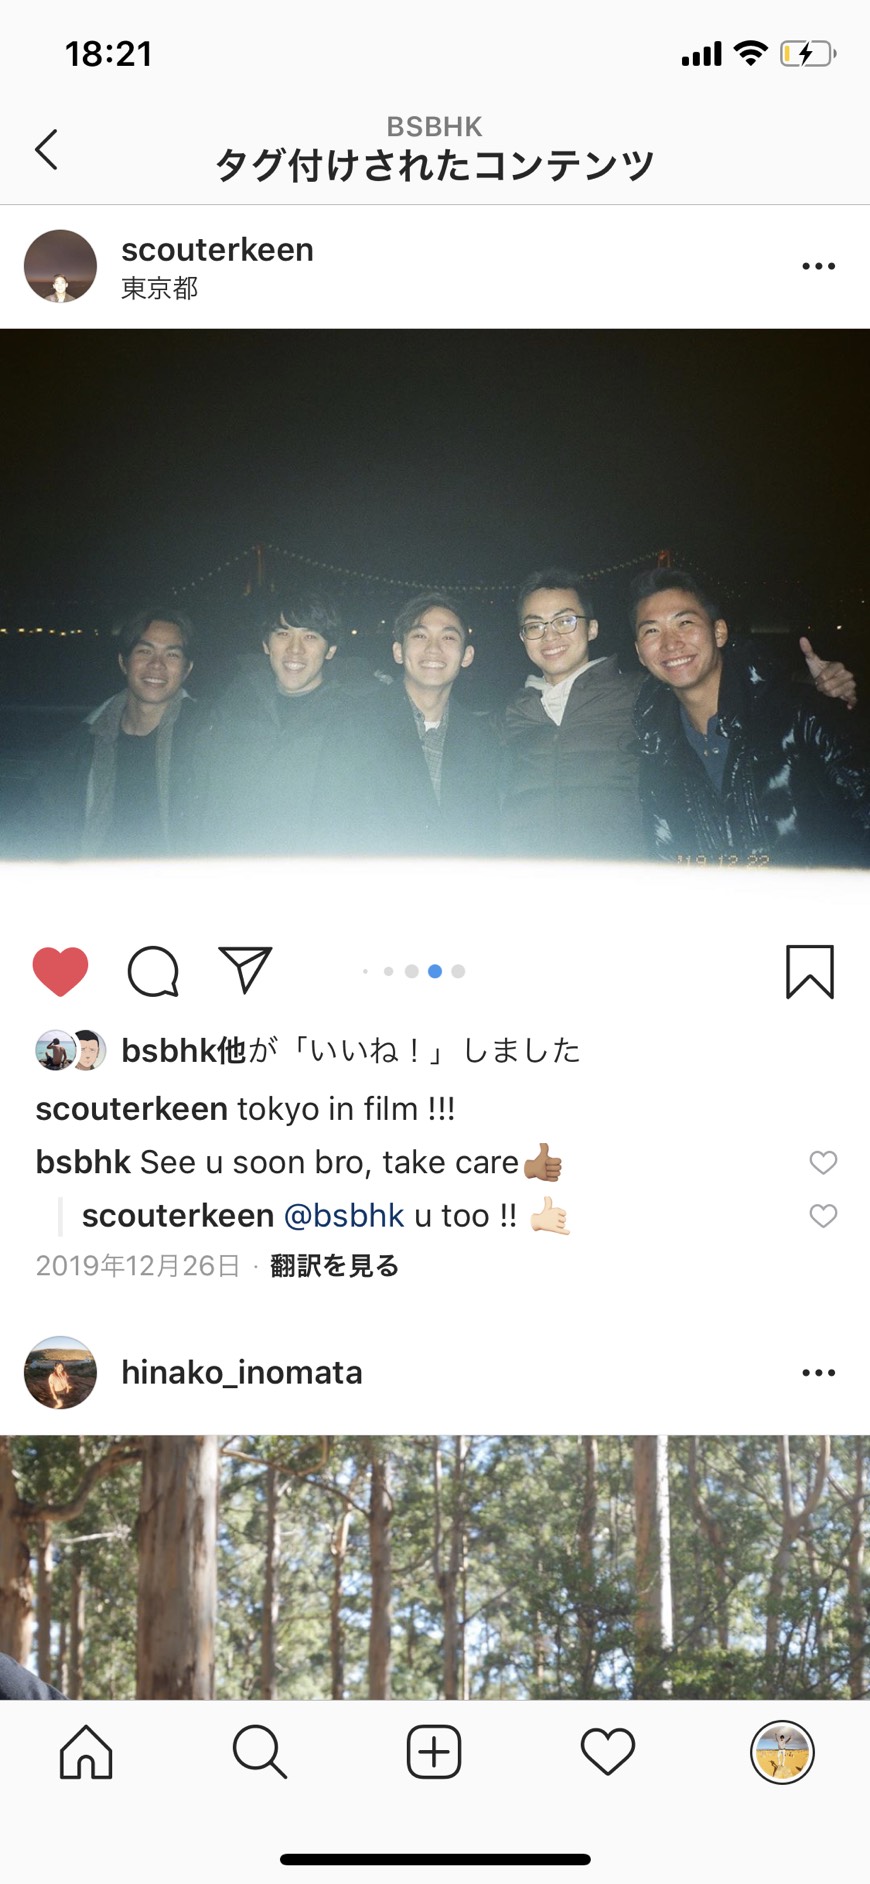 18:21
BSBHK
タグ付けされたコンテンツ
scouterkeen
東京都
'19 12 22
bsbhk他が「いいね！」しました
scouterkeen tokyo in film !!!
bsbhk See u soon bro, take care👍🏾
scouterkeen @bsbhk u too !! 🤙🏻
2019年12月26日 · 翻訳を見る
hinako_inomata